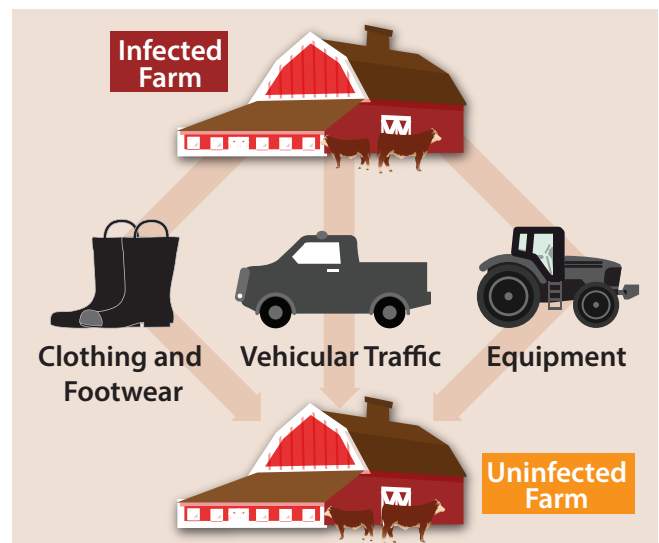 Infected
Farm
Clothing and
Footwear
Vehicular Traffic
Equipment
Uninfected
Farm